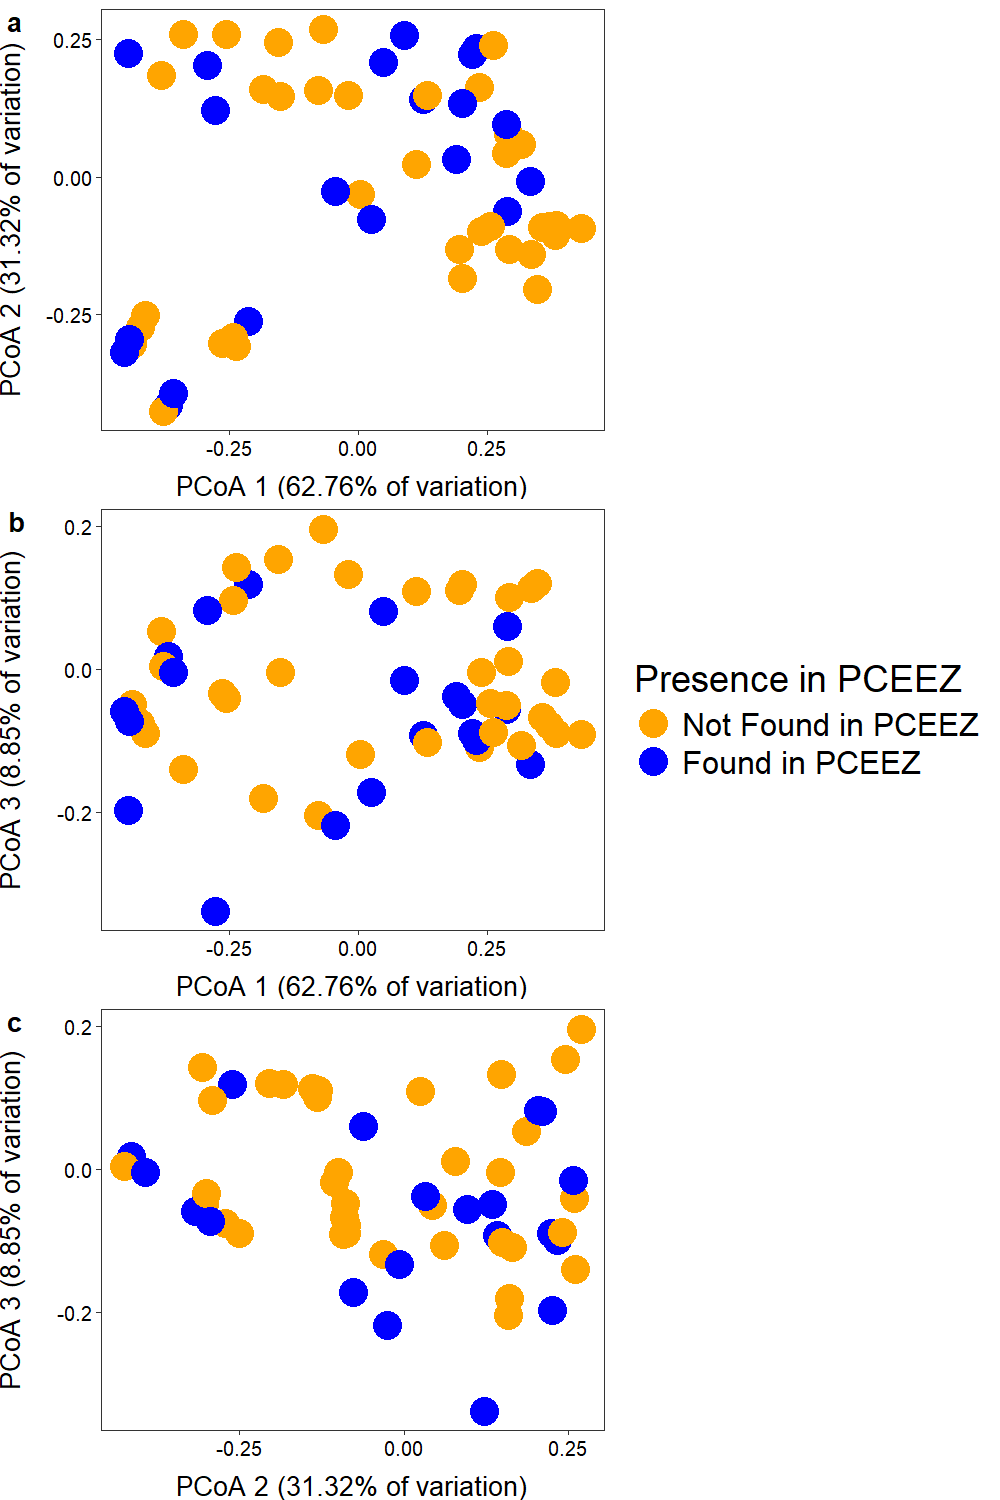 a
0.25
0.00
-0.25
PCoA 2 (31.32% of variation)
-0.25 0.00 0.25
PCoA 1 (62.76% of variation)
b
0.2
0.0
-0.2
PCoA 3 (8.85% of variation)
-0.25 0.00 0.25
PCoA 1 (62.76% of variation)
Presence in PCEEZ
Not Found in PCEEZ
Found in PCEEZ
c
0.2
0.0
-0.2
PCoA 3 (8.85% of variation)
-0.25 0.00 0.25
PCoA 2 (31.32% of variation)